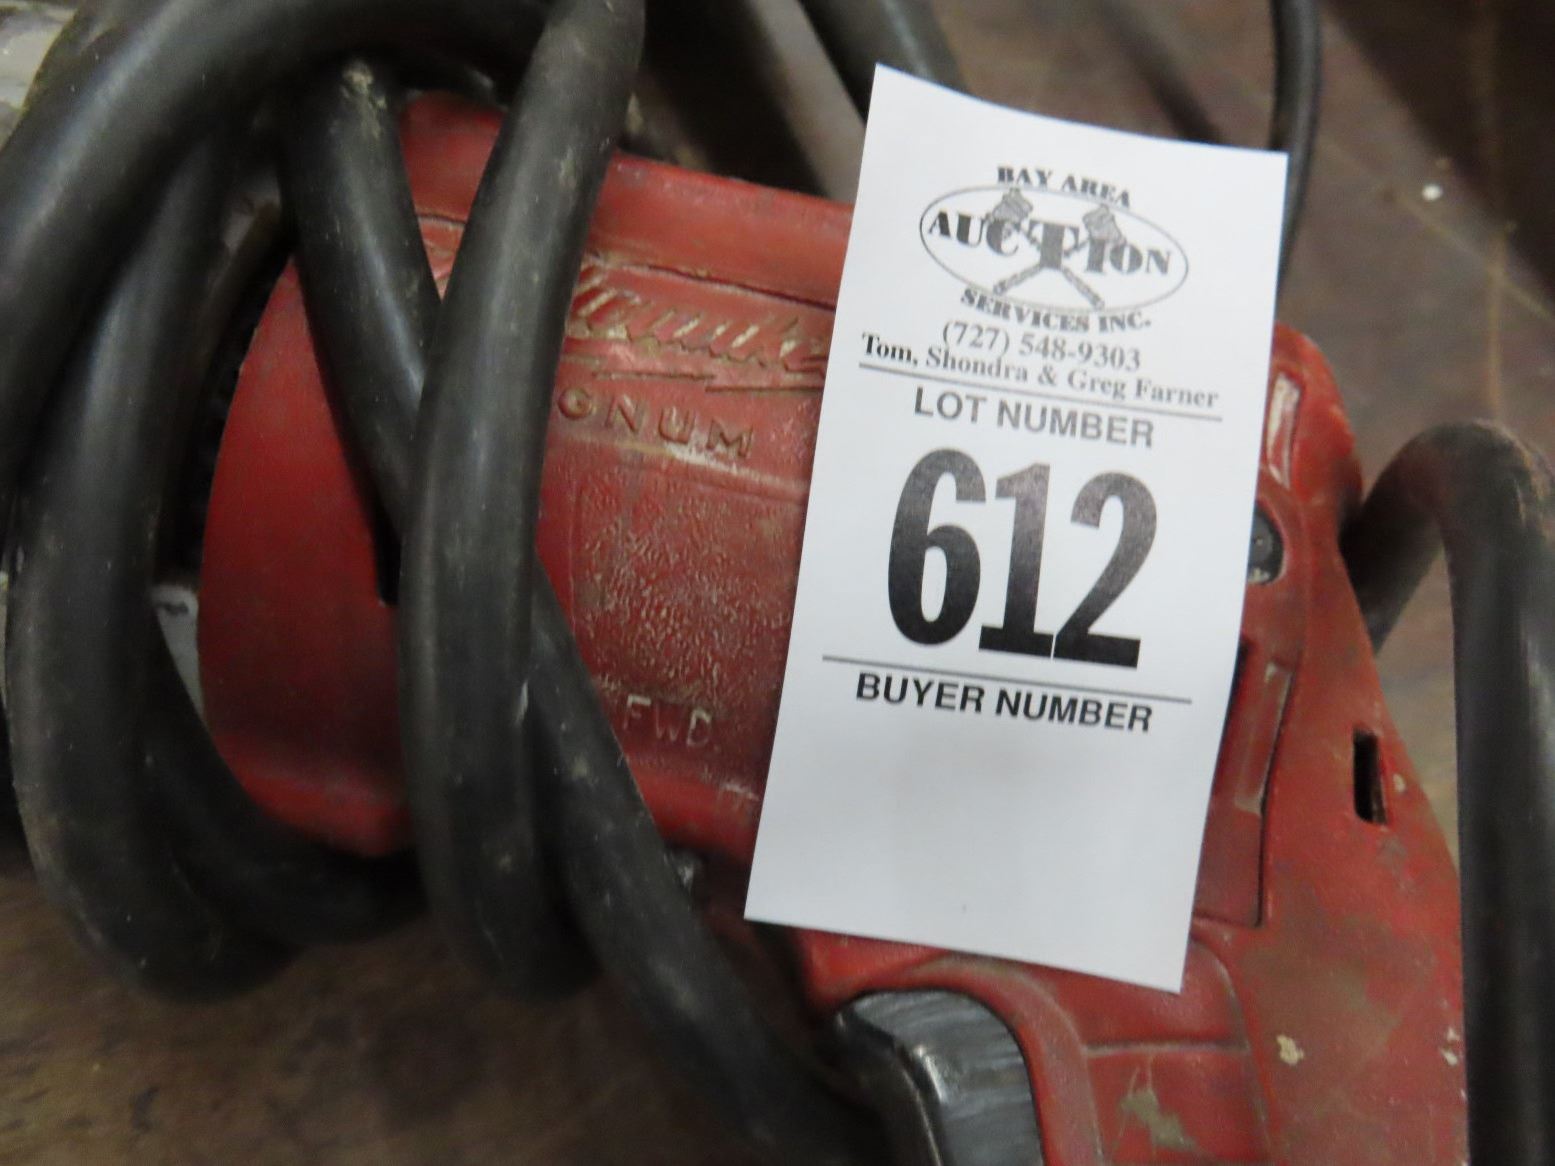 BAY AREA
AUCTION
SERVICES INC.
(727) 548-9303
Tom, Shondra & Greg Farner
LOT NUMBER
612
BUYER NUMBER
Milwaukee
GNUM
FWD.